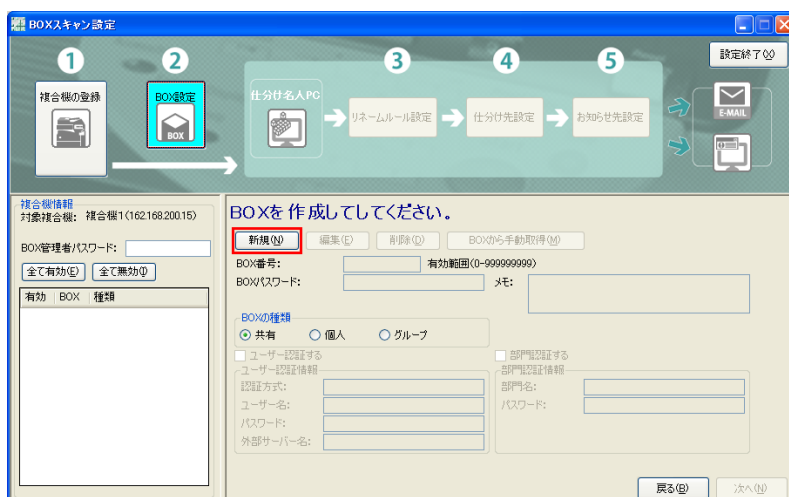 BOXスキャン設定
設定終了(X)
1
2
3
4
5
複合機の登録
BOX設定
BOX
仕分け名人PC
リネームルール設定
仕分け先設定
お知らせ先設定
E-MAIL
複合機情報
対象複合機: 複合機1(162.168.200.15)
BOX管理者パスワード:
全て有効(E) 全て無効(I)
有効 BOX 種類
BOXを作成してしてください。
新規(N) 編集(E) 削除(D) BOXから手動取得(M)
BOX番号: 有効範囲(0-999999999)
BOXパスワード: メモ:
BOXの種類
共有 個人 グループ
ユーザー認証する 部門認証する
ユーザー認証情報 部門認証情報
認証方式: 部門名:
ユーザー名: パスワード:
パスワード:
外部サーバー名:
戻る(B) 次へ(N)